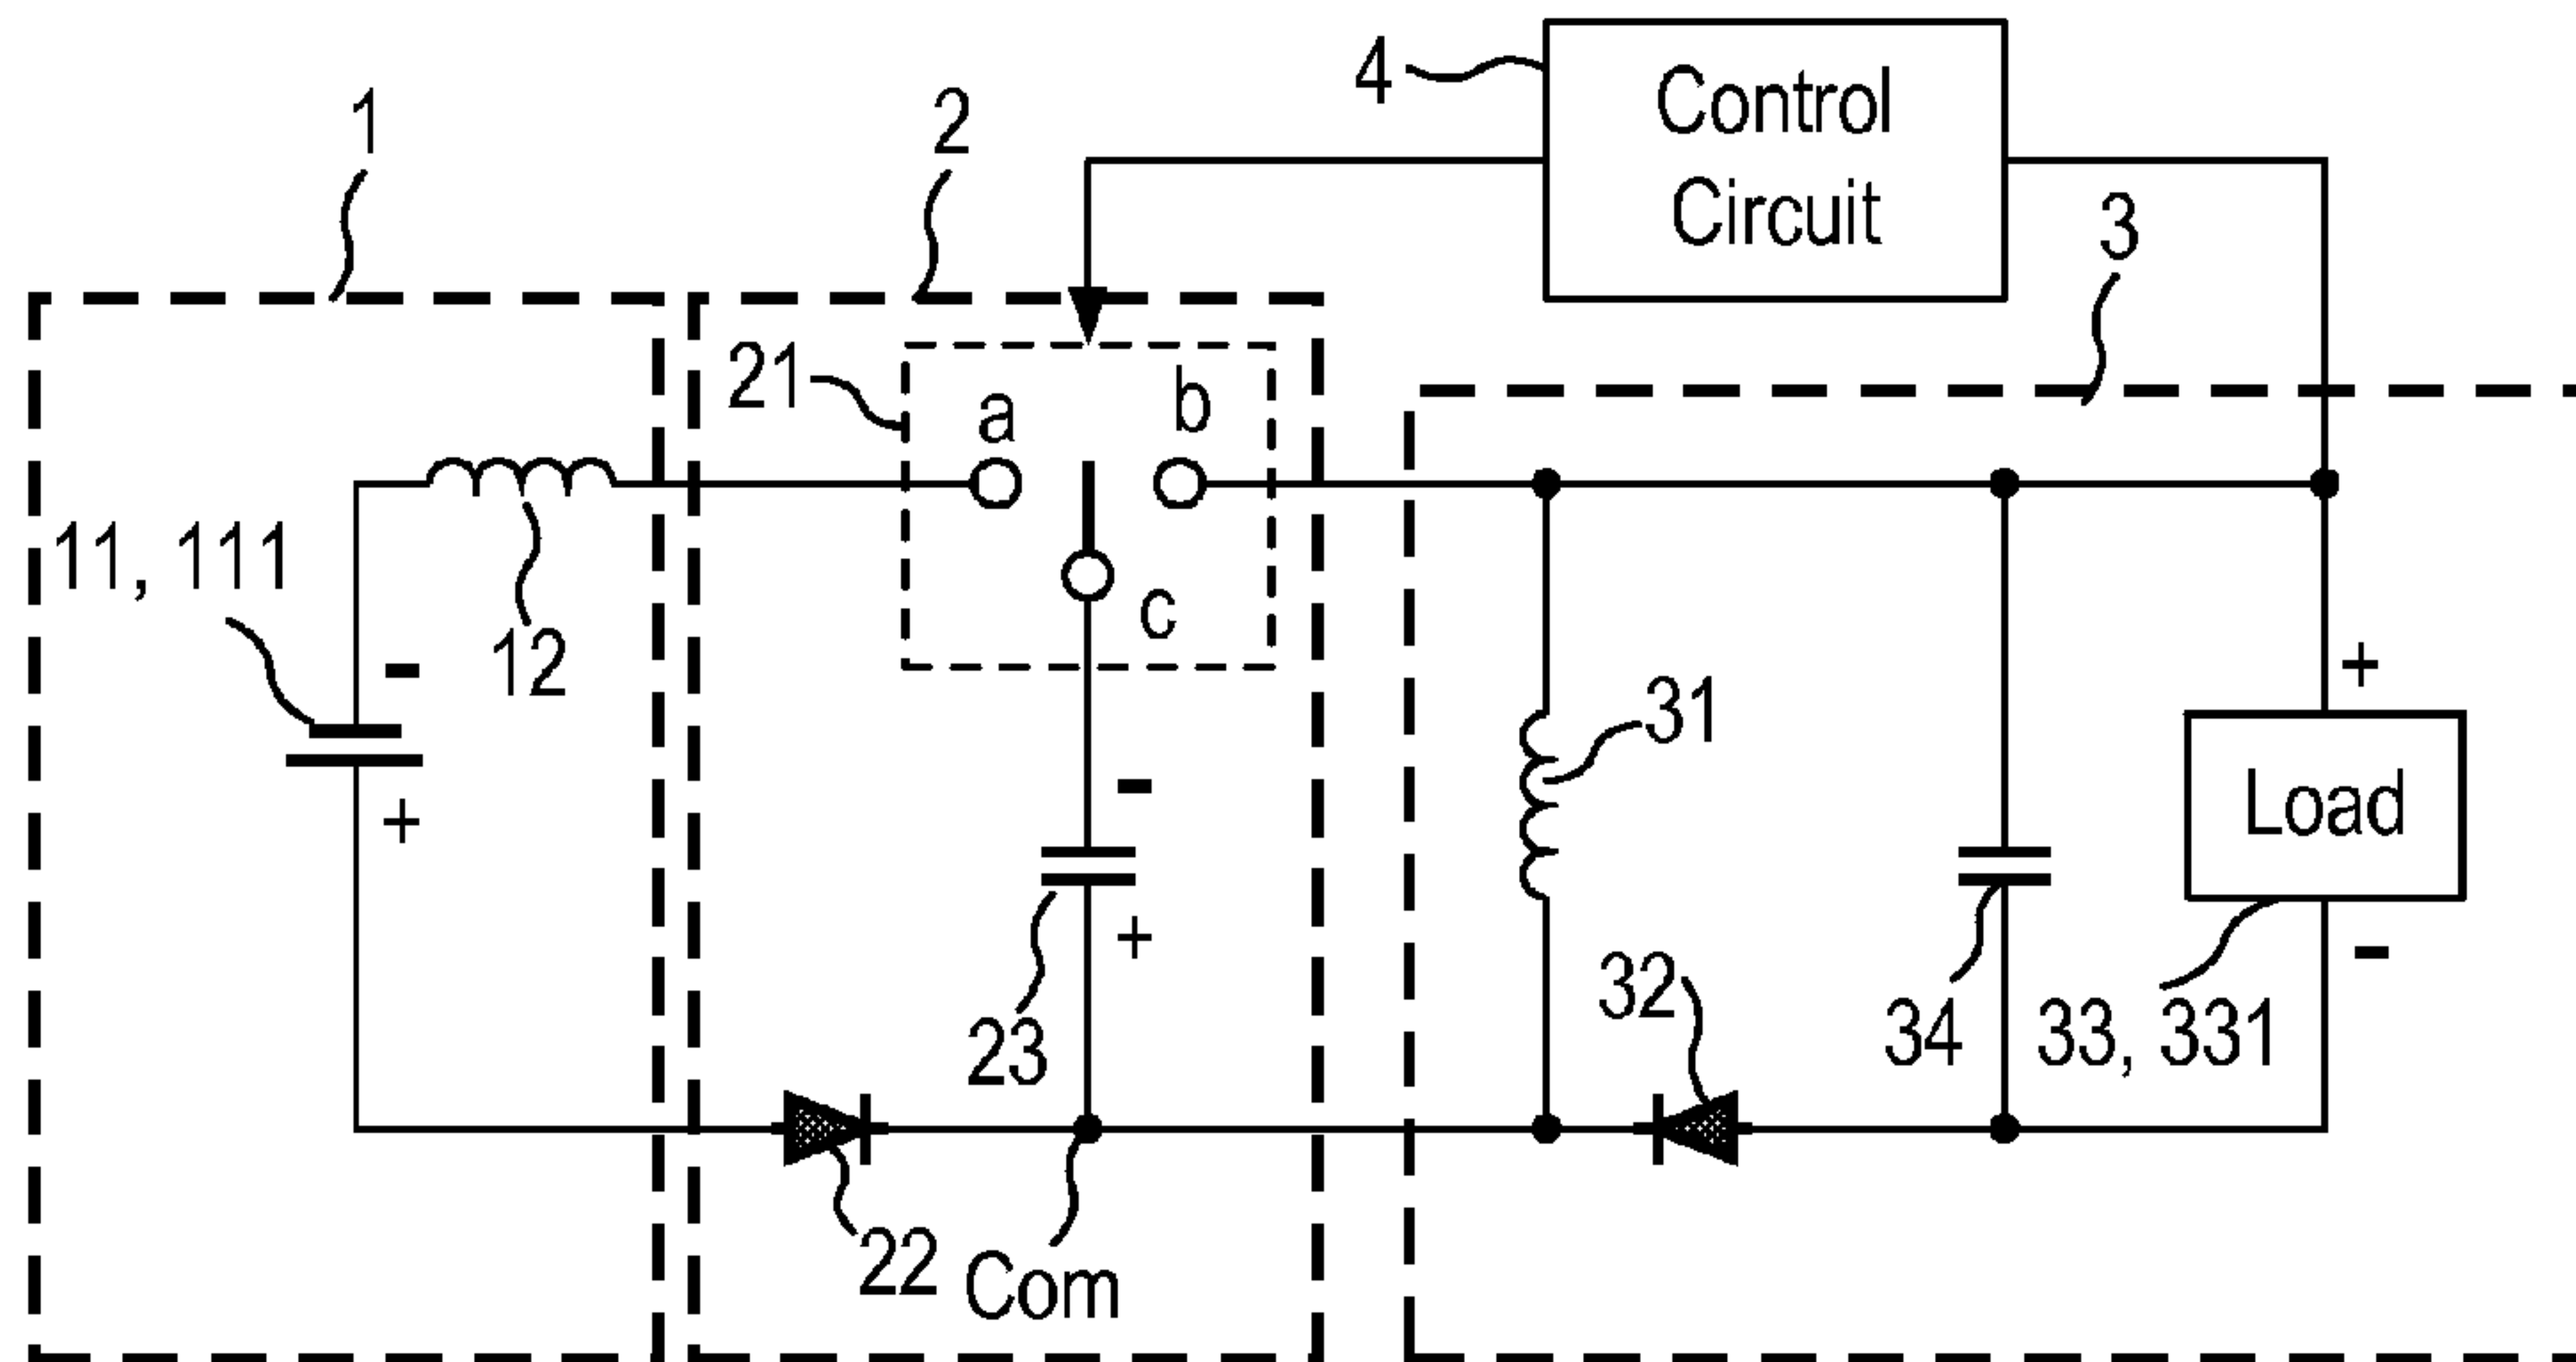 4
Control
Circuit
1
2
3
21
a
b
11, 111
12
c
-
+
-
+
31
+
Load
-
23
32
34
33, 331
22
Com